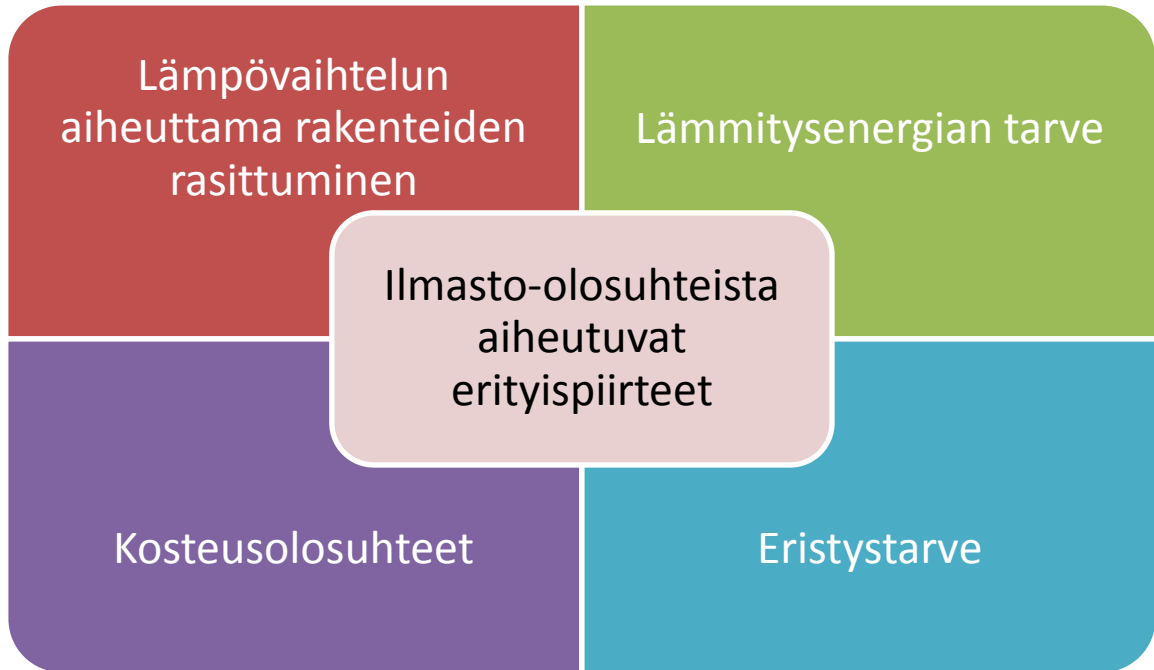 Lämpövaihtelun
aiheuttama rakenteiden
rasittuminen
Lämmitysenergian tarve
Ilmasto-olosuhteista
aiheutuvat
erityispiirteet
Kosteusolosuhteet
Eristystarve